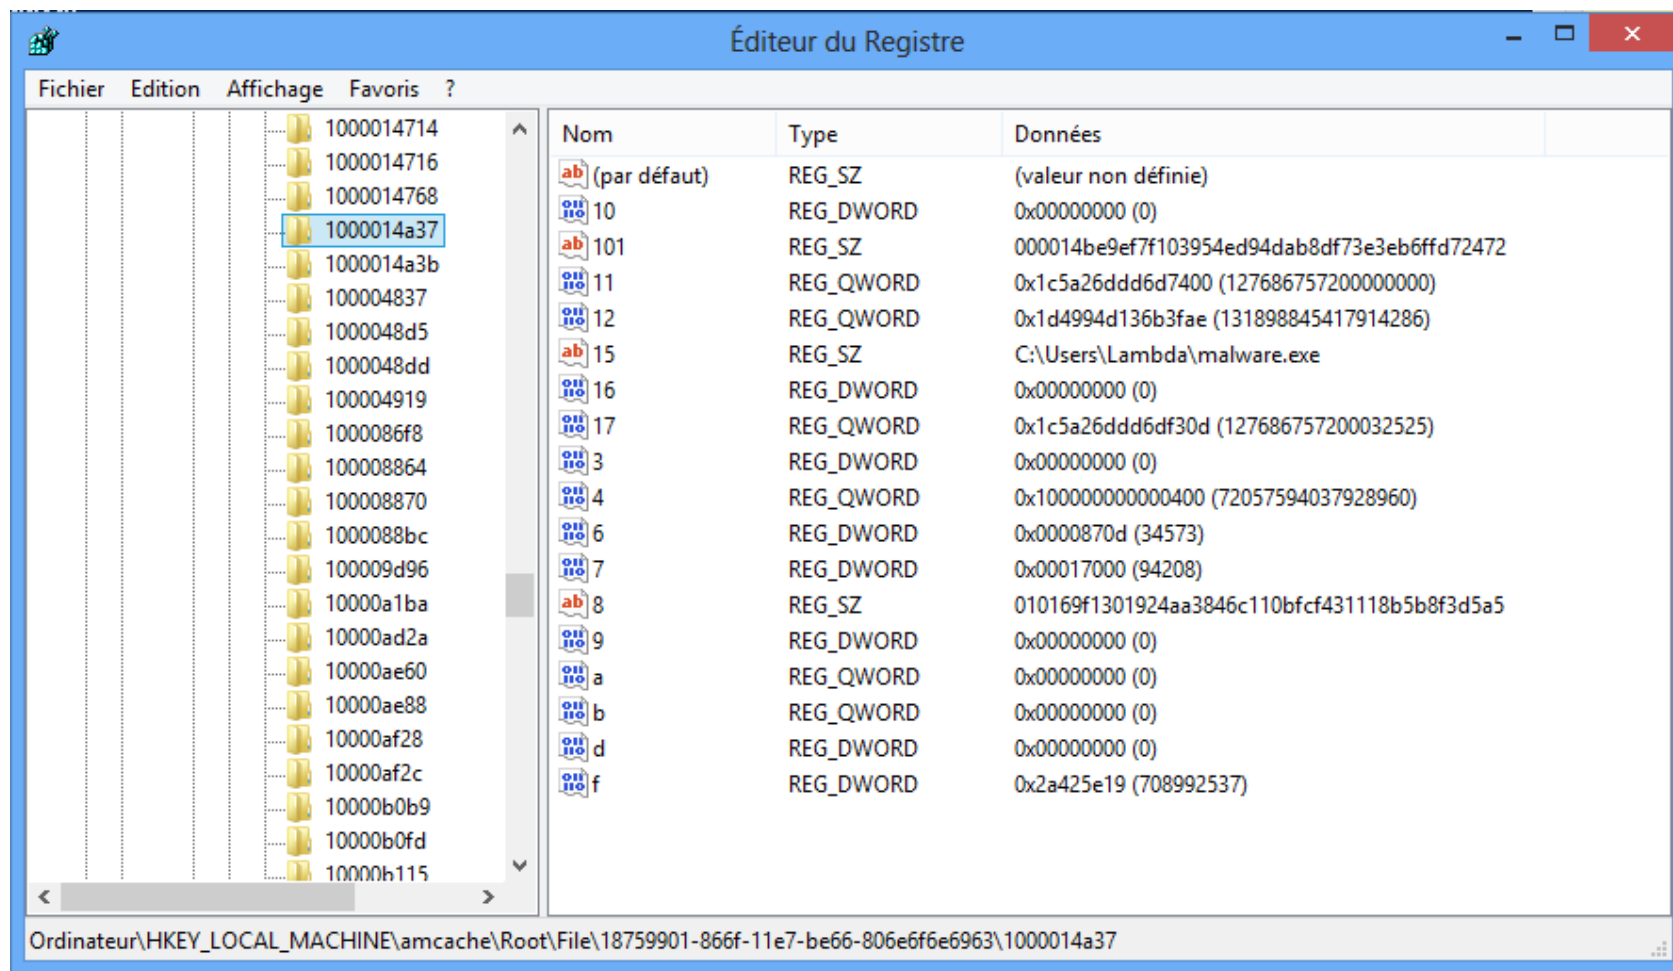 Éditeur du Registre
Fichier Edition Affichage Favoris ?
1000014714
1000014716
1000014768
1000014a37
1000014a3b
100004837
1000048d5
1000048dd
100004919
1000086f8
100008864
100008870
1000088bc
100009d96
10000a1ba
10000ad2a
10000ae60
10000ae88
10000af28
10000af2c
10000b0b9
10000b0fd
10000b115
Nom Type Données
(par défaut) REG_SZ (valeur non définie)
10 REG_DWORD 0x00000000 (0)
101 REG_SZ 000014be9ef7f103954ed94dab8df73e3eb6ffd72472
11 REG_QWORD 0x1c5a26ddd6d7400 (127686757200000000)
12 REG_QWORD 0x1d4994d136b3fae (131898845417914286)
15 REG_SZ C:\Users\Lambda\malware.exe
16 REG_DWORD 0x00000000 (0)
17 REG_QWORD 0x1c5a26ddd6df30d (127686757200032525)
3 REG_DWORD 0x00000000 (0)
4 REG_QWORD 0x100000000000400 (72057594037928960)
6 REG_DWORD 0x0000870d (34573)
7 REG_DWORD 0x00017000 (94208)
8 REG_SZ 010169f1301924aa3846c110bfcf431118b5b8f3d5a5
9 REG_DWORD 0x00000000 (0)
a REG_QWORD 0x00000000 (0)
b REG_QWORD 0x00000000 (0)
d REG_DWORD 0x00000000 (0)
f REG_DWORD 0x2a425e19 (708992537)
Ordinateur\HKEY_LOCAL_MACHINE\amcache\Root\File\18759901-866f-11e7-be66-806e6f6e6963\1000014a37